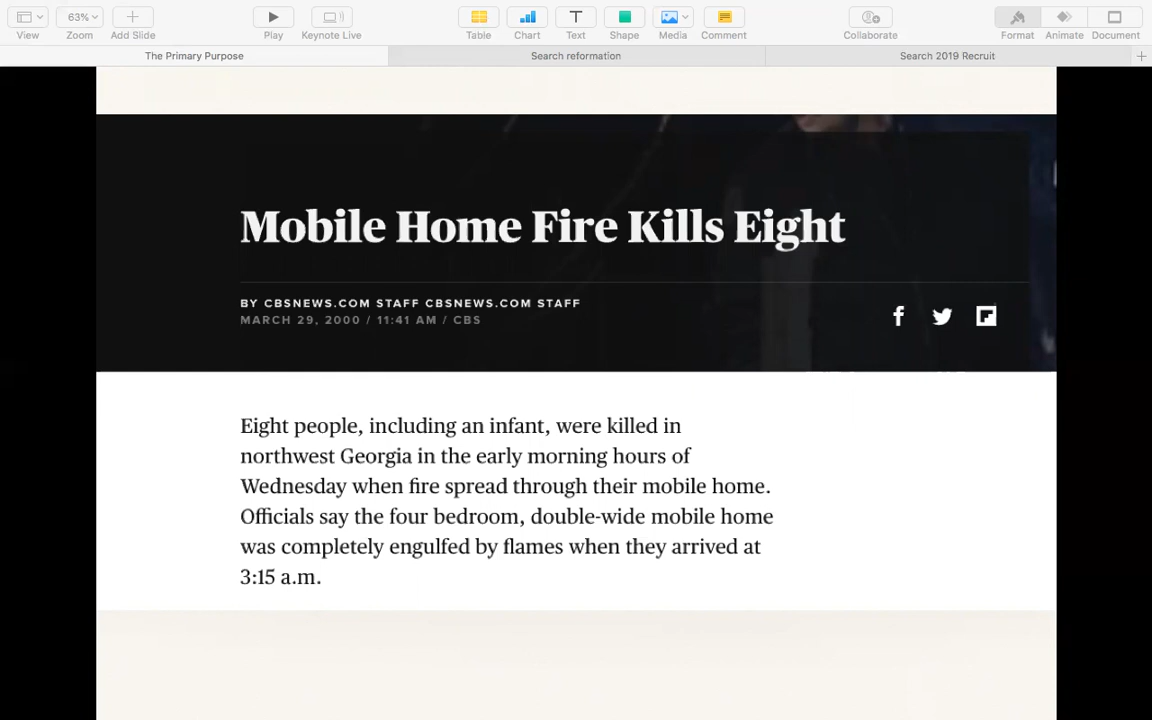 View
63%
Zoom
Add Slide
Play
Keynote Live
Table
Chart
Text
Shape
Media
Comment
Collaborate
Format
Animate
Document
The Primary Purpose
Search reformation
Search 2019 Recruit
Mobile Home Fire Kills Eight
BY CBSNEWS.COM STAFF CBSNEWS.COM STAFF
MARCH 29, 2000 / 11:41 AM / CBS
Eight people, including an infant, were killed in
northwest Georgia in the early morning hours of
Wednesday when fire spread through their mobile home.
Officials say the four bedroom, double-wide mobile home
was completely engulfed by flames when they arrived at
3:15 a.m.